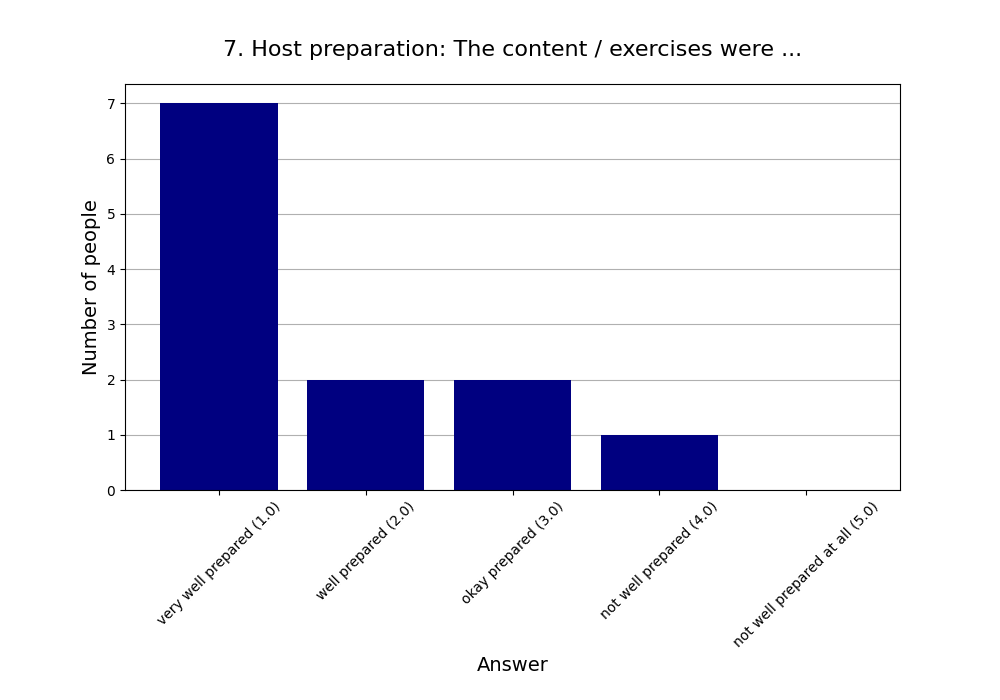 7. Host preparation: The content / exercises were ...
Number of people
7
6
5
4
3
2
1
0
very well prepared (1.0)
well prepared (2.0)
okay prepared (3.0)
not well prepared (4.0)
not well prepared at all (5.0)
Answer